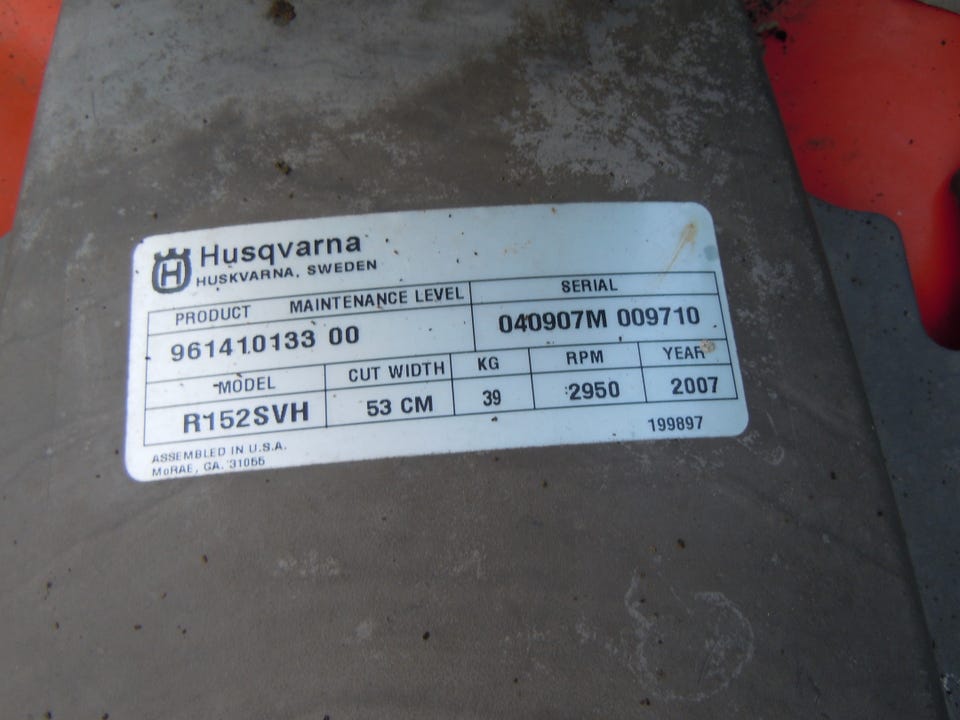 Husqvarna
HUSKVARNA, SWEDEN
PRODUCT MAINTENANCE LEVEL SERIAL
961410133 00 040907M 009710
MODEL CUT WIDTH KG RPM YEAR
R152SVH 53 CM 39 2950 2007
199897
ASSEMBLED IN U.S.A.
McRAE, GA. 31055